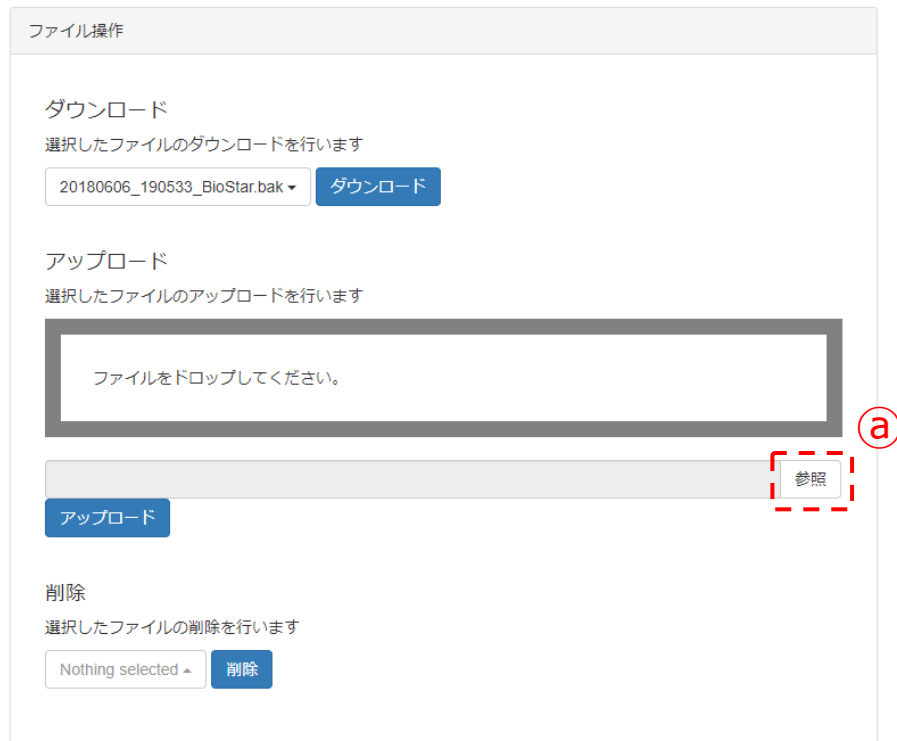 ファイル操作
ダウンロード
選択したファイルのダウンロードを行います
20180606_190533_BioStar.bak ダウンロード
アップロード
選択したファイルのアップロードを行います
ファイルをドロップしてください。
ⓐ
参照
アップロード
削除
選択したファイルの削除を行います
Nothing selected 削除